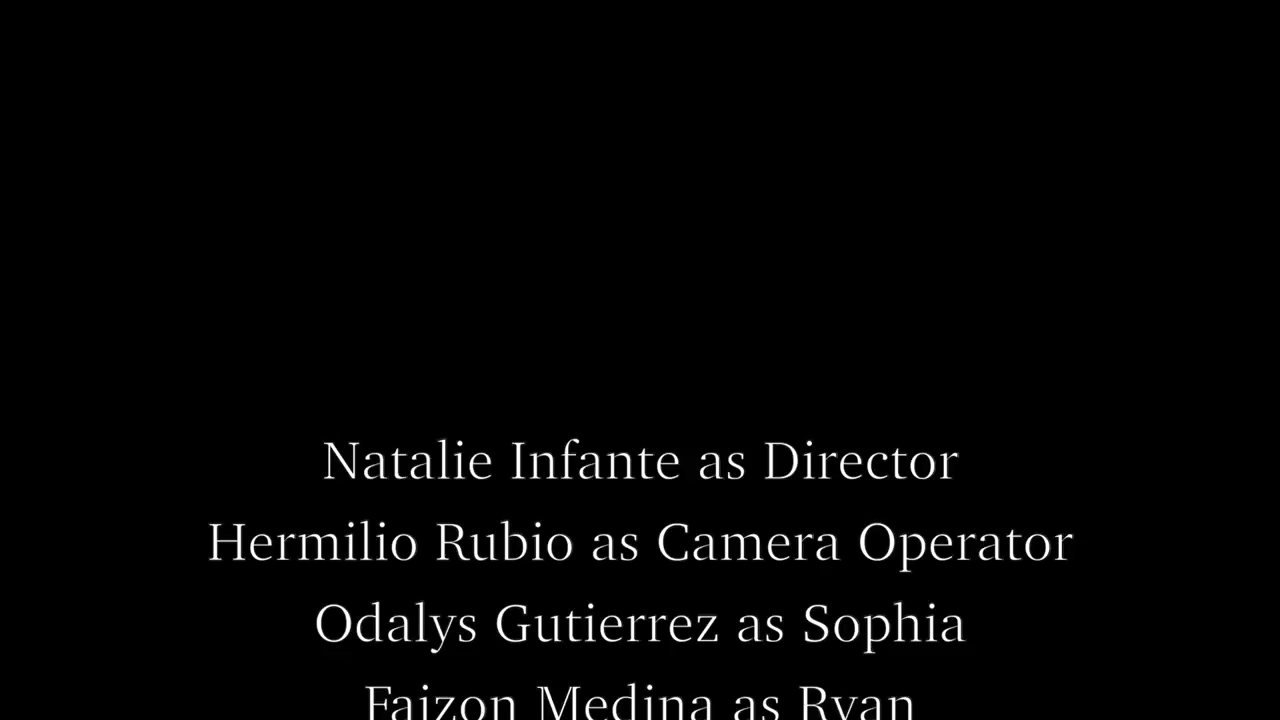 Natalie Infante as Director
Hermilio Rubio as Camera Operator
Odalys Gutierrez as Sophia
Faizon Medina as Ryan